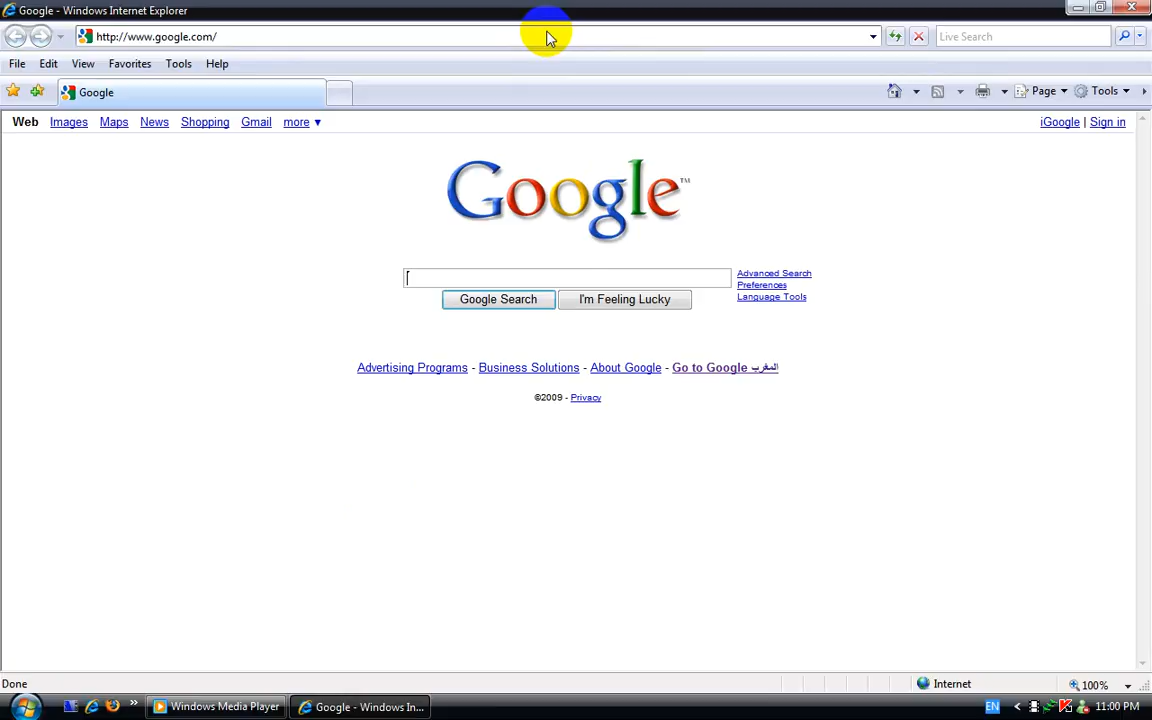 Google - Windows Internet Explorer
http://www.google.com/
Live Search
File Edit View Favorites Tools Help
Google
Page Tools
Web Images Maps News Shopping Gmail more ▼
iGoogle | Sign in
Google™
Advanced Search
Preferences
Language Tools
Google Search I'm Feeling Lucky
Advertising Programs - Business Solutions - About Google - Go to Google المغرب
©2009 - Privacy
Done
Internet
100%
Windows Media Player
Google - Windows In...
EN
11:00 PM